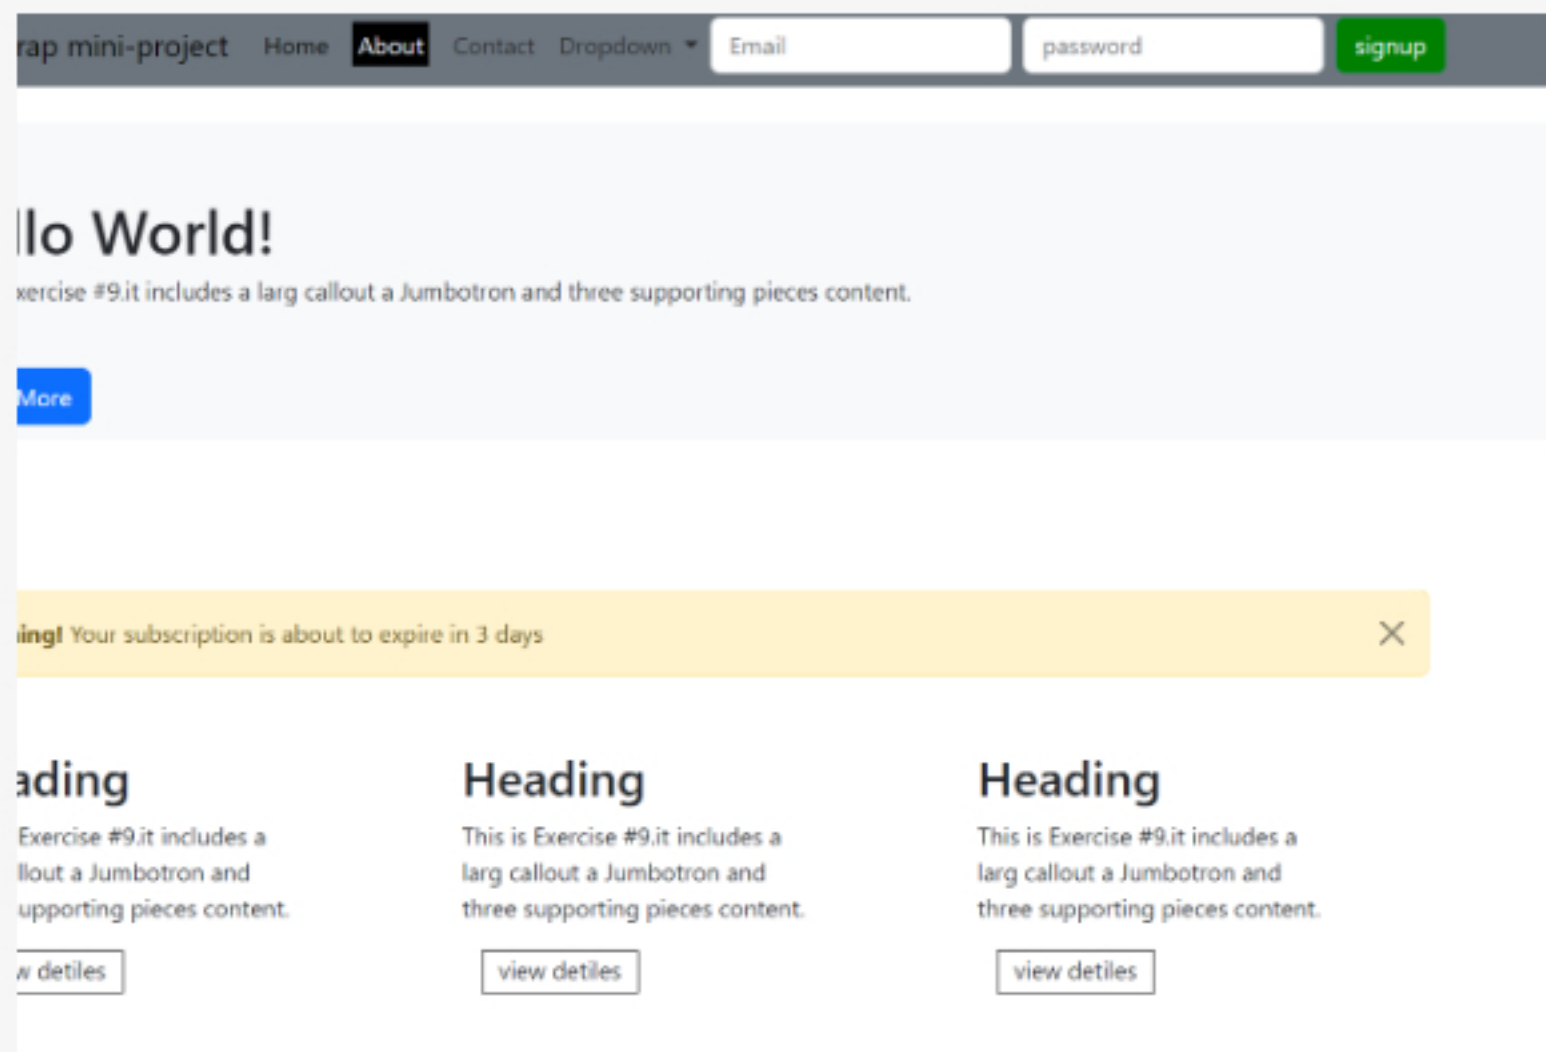 rap mini-project Home About Contact Dropdown Email password signup
llo World!
xercise #9.it includes a larg callout a Jumbotron and three supporting pieces content.
More
ing! Your subscription is about to expire in 3 days
ading Heading Heading
Exercise #9.it includes a This is Exercise #9.it includes a This is Exercise #9.it includes a
llout a Jumbotron and larg callout a Jumbotron and larg callout a Jumbotron and
upporting pieces content. three supporting pieces content. three supporting pieces content.
w detiles view detiles view detiles